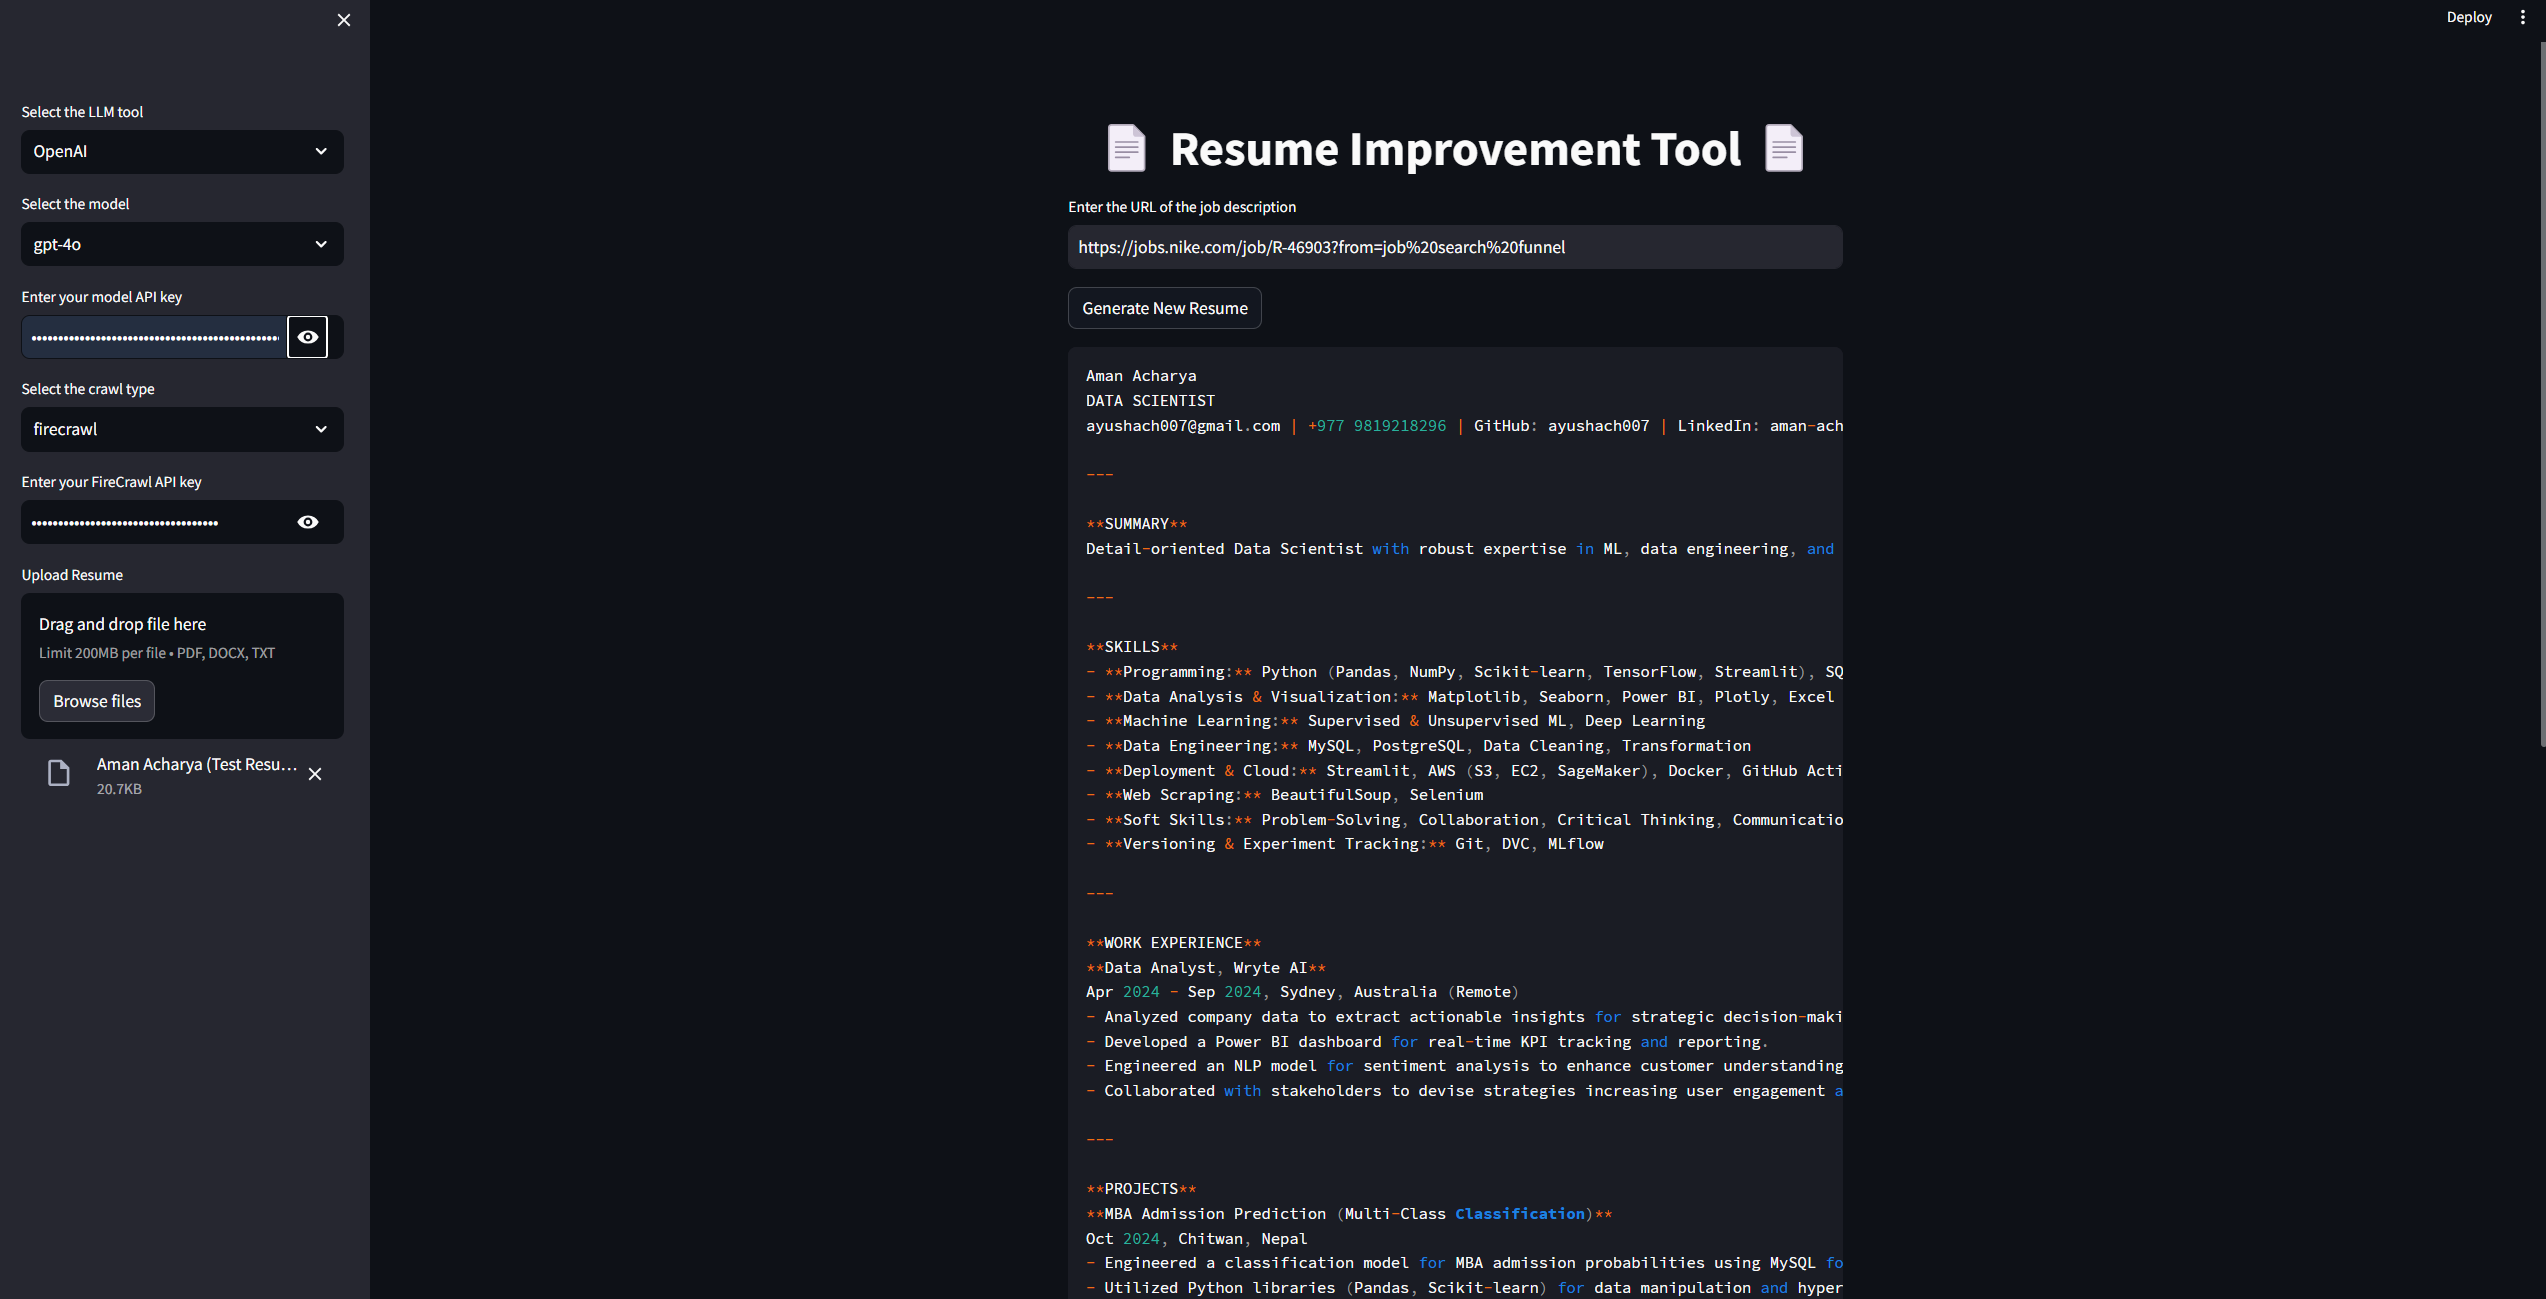 Deploy
Select the LLM tool
OpenAI
Select the model
gpt-4o
Enter your model API key
Select the crawl type
firecrawl
Enter your FireCrawl API key
Upload Resume
Drag and drop file here
Limit 200MB per file • PDF, DOCX, TXT
Browse files
Aman Acharya (Test Resu...
20.7KB
Resume Improvement Tool
Enter the URL of the job description
https://jobs.nike.com/job/R-46903?from=job%20search%20funnel
Generate New Resume
Aman Acharya
DATA SCIENTIST
ayushach007@gmail.com | +977 9819218296 | GitHub: ayushach007 | LinkedIn: aman-ach
---
**SUMMARY**
Detail-oriented Data Scientist with robust expertise in ML, data engineering, and
---
**SKILLS**
- **Programming:** Python (Pandas, NumPy, Scikit-learn, TensorFlow, Streamlit), SQ
- **Data Analysis & Visualization:** Matplotlib, Seaborn, Power BI, Plotly, Excel
- **Machine Learning:** Supervised & Unsupervised ML, Deep Learning
- **Data Engineering:** MySQL, PostgreSQL, Data Cleaning, Transformation
- **Deployment & Cloud:** Streamlit, AWS (S3, EC2, SageMaker), Docker, GitHub Acti
- **Web Scraping:** BeautifulSoup, Selenium
- **Soft Skills:** Problem-Solving, Collaboration, Critical Thinking, Communicatio
- **Versioning & Experiment Tracking:** Git, DVC, MLflow
---
**WORK EXPERIENCE**
**Data Analyst, Wryte AI**
Apr 2024 - Sep 2024, Sydney, Australia (Remote)
- Analyzed company data to extract actionable insights for strategic decision-maki
- Developed a Power BI dashboard for real-time KPI tracking and reporting.
- Engineered an NLP model for sentiment analysis to enhance customer understanding
- Collaborated with stakeholders to devise strategies increasing user engagement a
---
**PROJECTS**
**MBA Admission Prediction (Multi-Class Classification)**
Oct 2024, Chitwan, Nepal
- Engineered a classification model for MBA admission probabilities using MySQL fo
- Utilized Python libraries (Pandas, Scikit-learn) for data manipulation and hyper